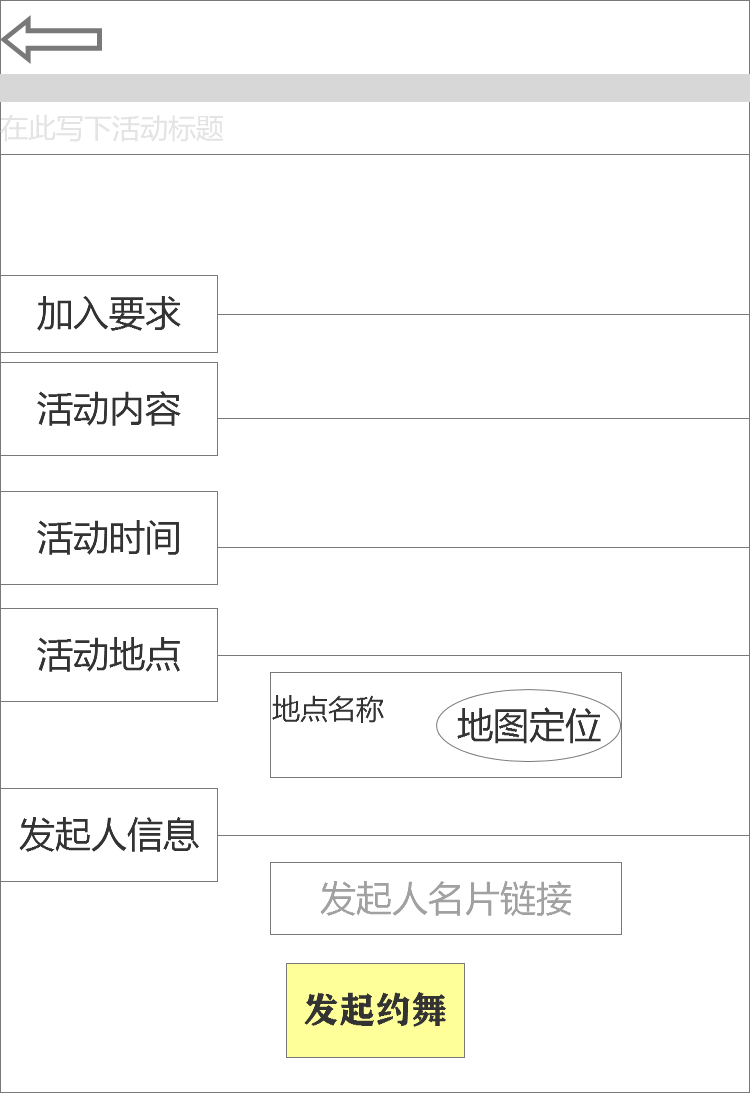 在此写下活动标题
加入要求
活动内容
活动时间
活动地点
地点名称
地图定位
发起人信息
发起人名片链接
发起约舞